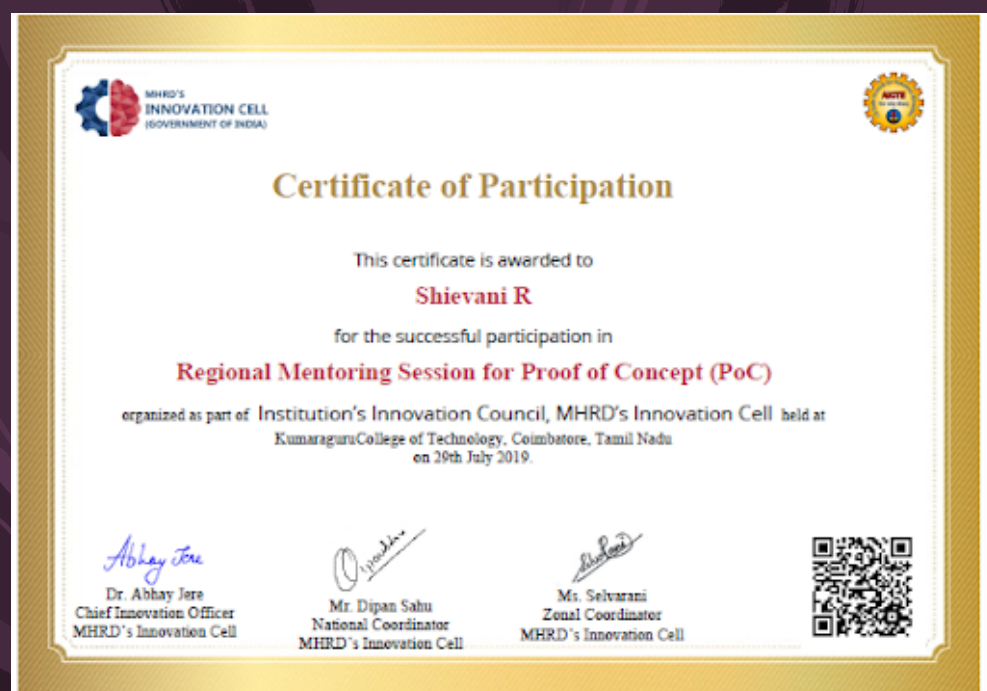 MHRD'S
INNOVATION CELL
(GOVERNMENT OF INDIA)
AICTE
Certificate of Participation
This certificate is awarded to
Shievani R
for the successful participation in
Regional Mentoring Session for Proof of Concept (PoC)
organized as part of Institution's Innovation Council, MHRD's Innovation Cell held at
KumaraguruCollege of Technology, Coimbatore, Tamil Nadu
on 29th July 2019.
Abhay Jere
Dr. Abhay Jere
Chief Innovation Officer
MHRD's Innovation Cell
Mr. Dipan Sahu
National Coordinator
MHRD's Innovation Cell
Ms. Selvarani
Zonal Coordinator
MHRD's Innovation Cell